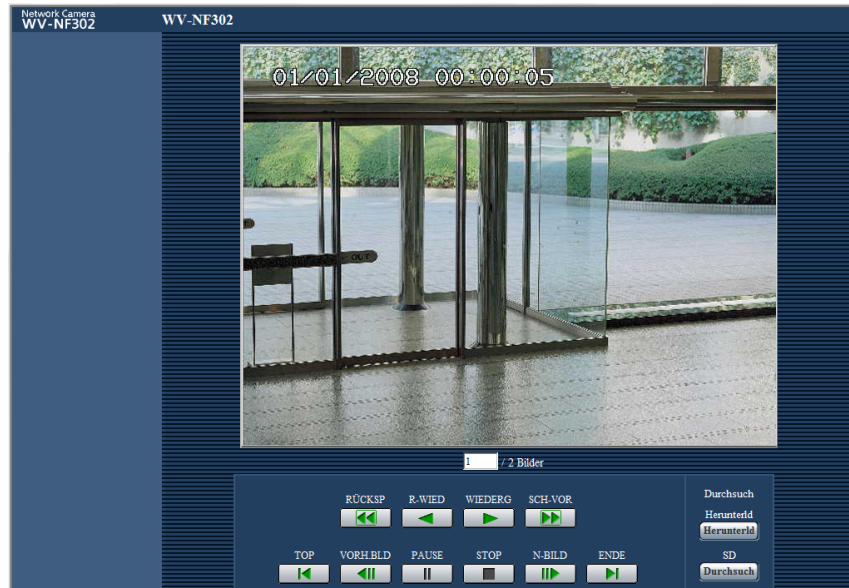 Network Camera
WV-NF302
WV-NF302
01/01/2008 00:00:05
OUT
1 / 2 Bilder
RÜCKSP R-WIED WIEDERG SCH-VOR
TOP VORH.BLD PAUSE STOP N-BILD ENDE
Durchsuch
Herunterld
Herunterld
SD
Durchsuch